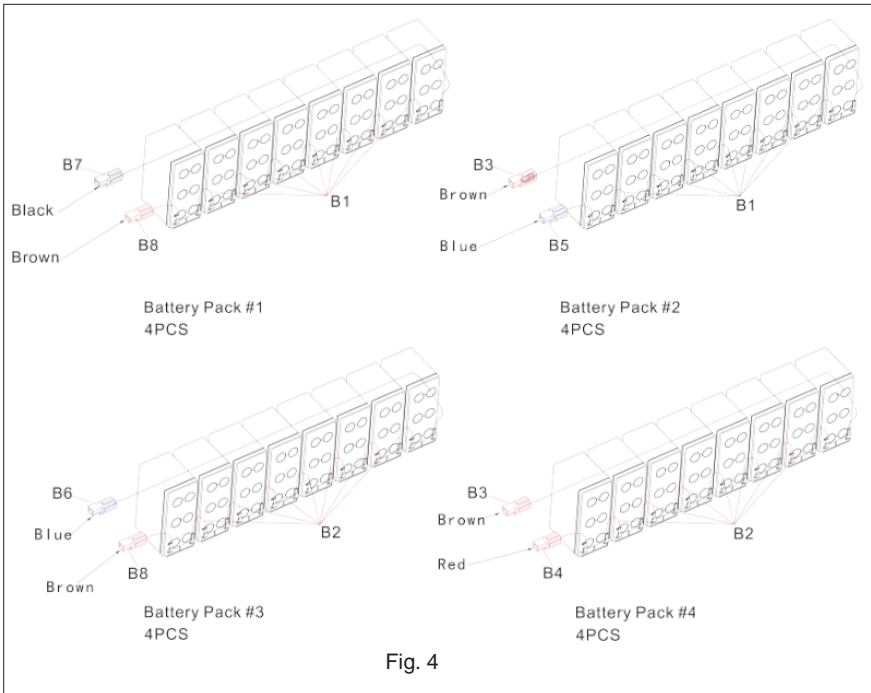 B7
Black
Brown
B8
B1
Battery Pack #1
4PCS
B3
Brown
Blue
B5
B1
Battery Pack #2
4PCS
B6
Blue
Brown
B8
B2
Battery Pack #3
4PCS
B3
Brown
Red
B4
B2
Battery Pack #4
4PCS
Fig. 4